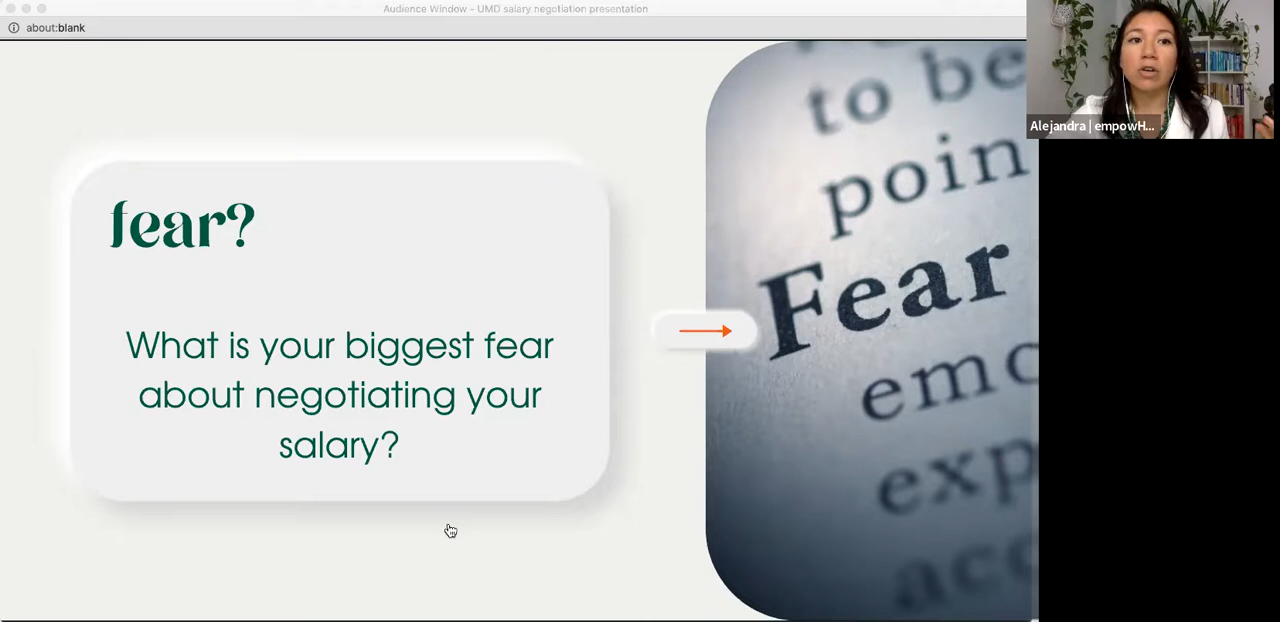 Audience Window – UMD salary negotiation presentation
about:blank
Alejandra | empowH...
fear?
What is your biggest fear
about negotiating your
salary?
to be
poin
Fear
emo
exp
acc